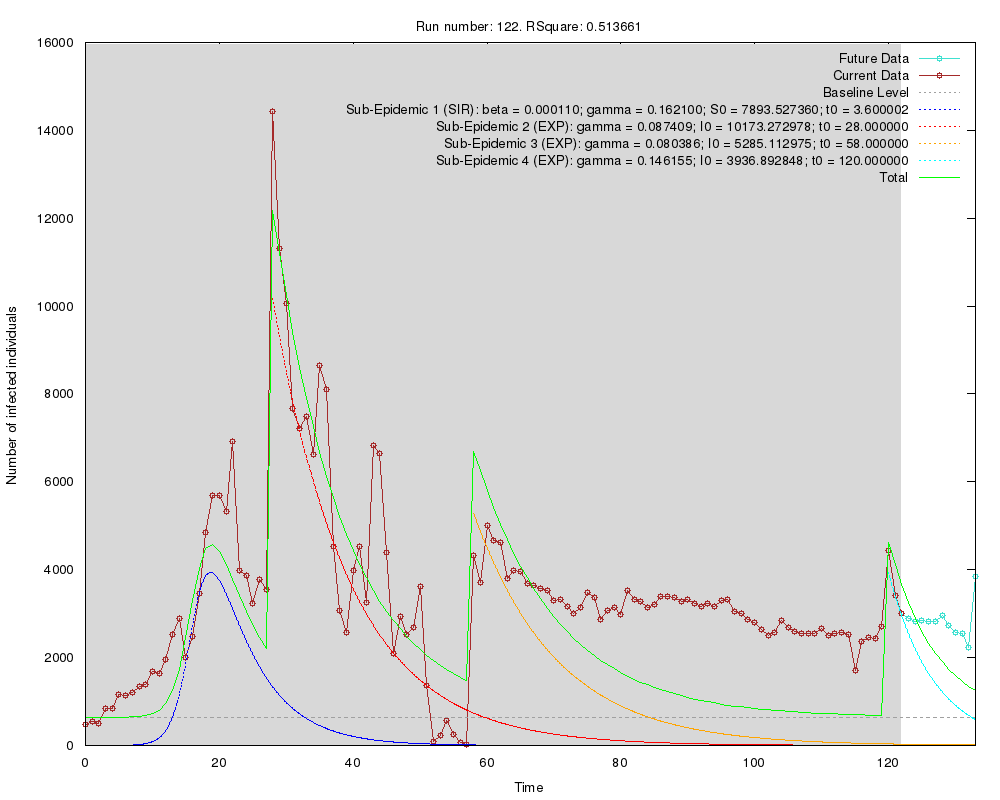 Run number: 122. RSquare: 0.513661
16000
14000
12000
10000
8000
6000
4000
2000
0
Number of infected individuals
Future Data
Current Data
Baseline Level
Sub-Epidemic 1 (SIR): beta = 0.000110; gamma = 0.162100; S0 = 7893.527360; t0 = 3.600002
Sub-Epidemic 2 (EXP): gamma = 0.087409; I0 = 10173.272978; t0 = 28.000000
Sub-Epidemic 3 (EXP): gamma = 0.080386; I0 = 5285.112975; t0 = 58.000000
Sub-Epidemic 4 (EXP): gamma = 0.146155; I0 = 3936.892848; t0 = 120.000000
Total
0 20 40 60 80 100 120
Time